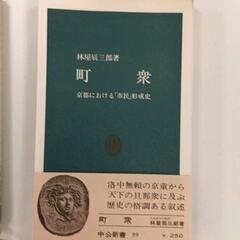 林屋辰三郎著
町衆
京都における「市民」形成史
洛中無頼の京童から
天下の旦那衆に及ぶ
歴史の格調ある叙述
町衆
林屋辰三郎著
中公新書 59
¥ 250